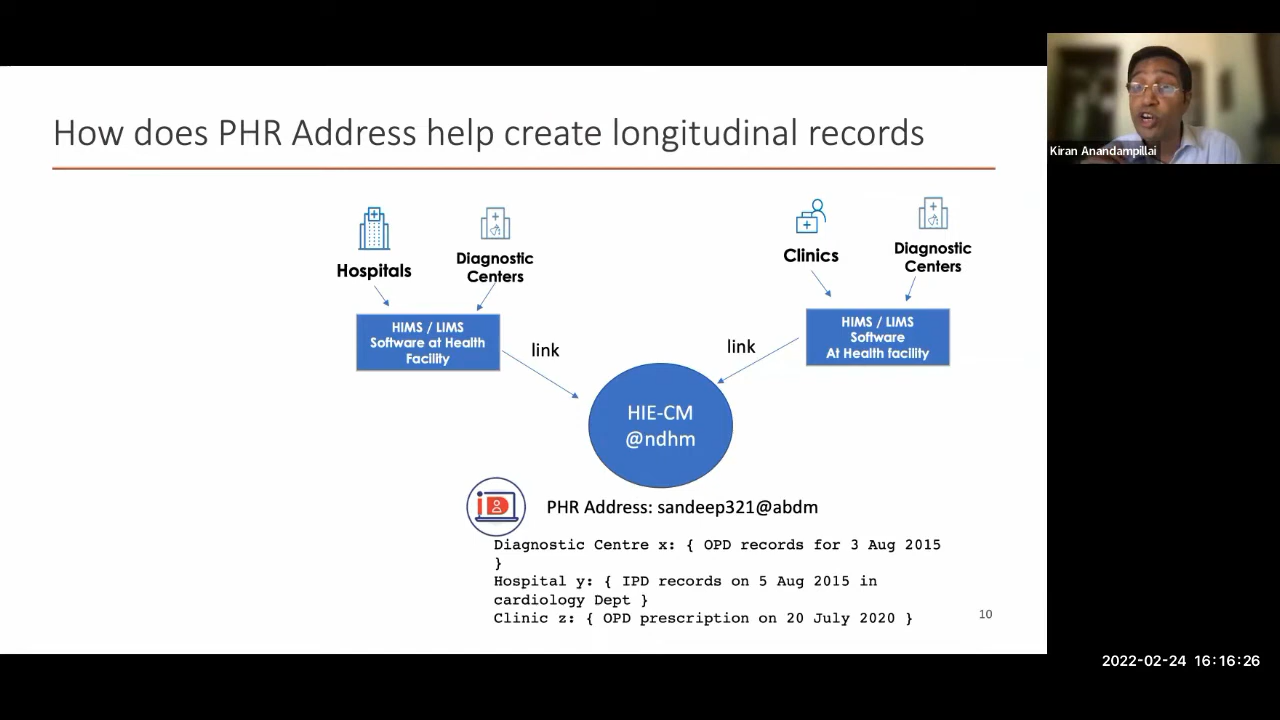 How does PHR Address help create longitudinal records
Kiran Anandampillai
Hospitals
Diagnostic
Centers
Clinics
Diagnostic
Centers
HIMS / LIMS
Software at Health
Facility
HIMS / LIMS
Software
At Health facility
link
link
HIE-CM
@ndhm
iD
PHR Address: sandeep321@abdm
Diagnostic Centre x: { OPD records for 3 Aug 2015
}
Hospital y: { IPD records on 5 Aug 2015 in
cardiology Dept }
Clinic z: { OPD prescription on 20 July 2020 }
10
2022-02-24 16:16:26